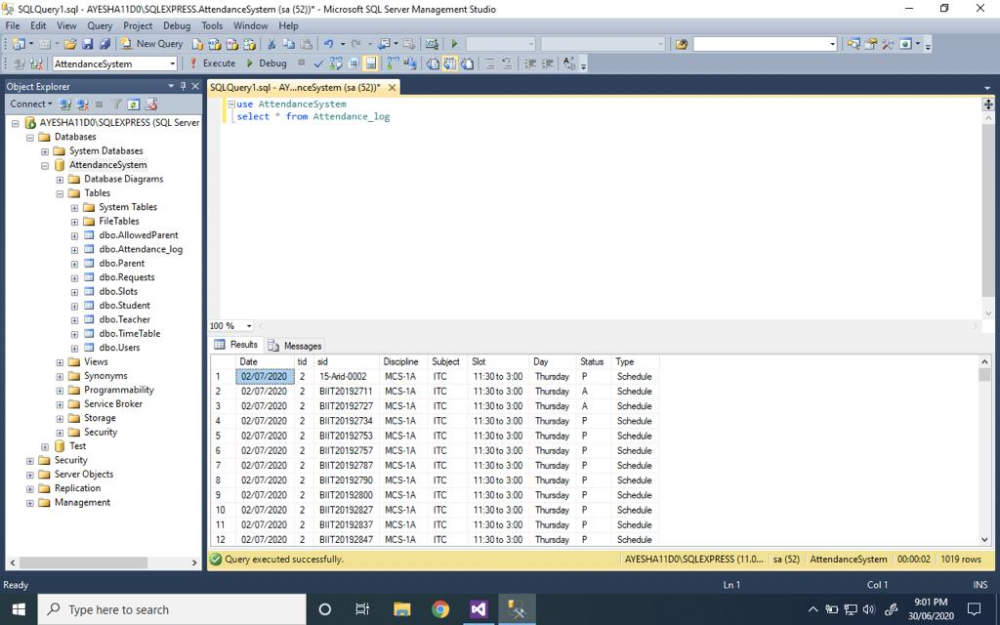 SQLQuery1.sql - AYESHA11D0\SQLEXPRESS.AttendanceSystem (sa (52))* - Microsoft SQL Server Management Studio
File Edit View Query Project Debug Tools Window Help
New Query
AttendanceSystem Execute Debug
Object Explorer
Connect
AYESHA11D0\SQLEXPRESS (SQL Server
Databases
System Databases
AttendanceSystem
Database Diagrams
Tables
System Tables
FileTables
dbo.AllowedParent
dbo.Attendance_log
dbo.Parent
dbo.Requests
dbo.Slots
dbo.Student
dbo.Teacher
dbo.TimeTable
dbo.Users
Views
Synonyms
Programmability
Service Broker
Storage
Security
Test
Security
Server Objects
Replication
Management
SQLQuery1.sql - AY...nceSystem (sa (52))*
use AttendanceSystem
select * from Attendance_log
100 %
Results Messages
Date tid sid Discipline Subject Slot Day Status Type
1 02/07/2020 2 15-Arid-0002 MCS-1A ITC 11:30 to 3:00 Thursday P Schedule
2 02/07/2020 2 BIIT20192711 MCS-1A ITC 11:30 to 3:00 Thursday A Schedule
3 02/07/2020 2 BIIT20192727 MCS-1A ITC 11:30 to 3:00 Thursday A Schedule
4 02/07/2020 2 BIIT20192734 MCS-1A ITC 11:30 to 3:00 Thursday P Schedule
5 02/07/2020 2 BIIT20192753 MCS-1A ITC 11:30 to 3:00 Thursday P Schedule
6 02/07/2020 2 BIIT20192757 MCS-1A ITC 11:30 to 3:00 Thursday P Schedule
7 02/07/2020 2 BIIT20192787 MCS-1A ITC 11:30 to 3:00 Thursday P Schedule
8 02/07/2020 2 BIIT20192790 MCS-1A ITC 11:30 to 3:00 Thursday P Schedule
9 02/07/2020 2 BIIT20192800 MCS-1A ITC 11:30 to 3:00 Thursday P Schedule
10 02/07/2020 2 BIIT20192827 MCS-1A ITC 11:30 to 3:00 Thursday P Schedule
11 02/07/2020 2 BIIT20192837 MCS-1A ITC 11:30 to 3:00 Thursday P Schedule
12 02/07/2020 2 BIIT20192847 MCS-1A ITC 11:30 to 3:00 Thursday P Schedule
Query executed successfully. AYESHA11D0\SQLEXPRESS (11.0... sa (52) AttendanceSystem 00:00:02 1019 rows
Ready Ln 1 Col 1 INS
Type here to search
9:01 PM
30/06/2020